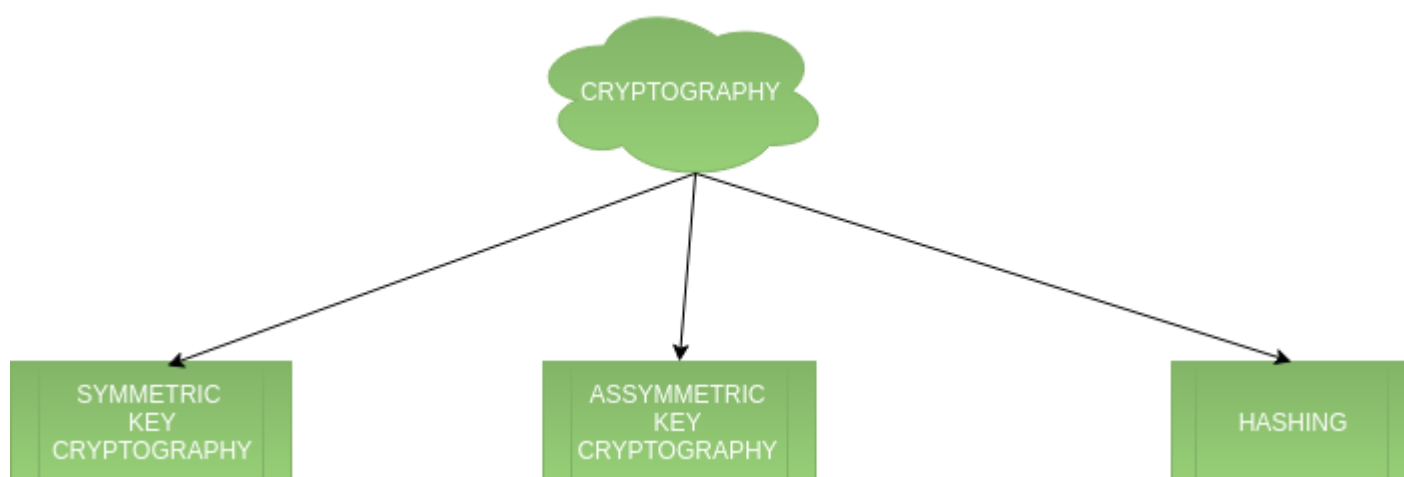 CRYPTOGRAPHY
SYMMETRIC
KEY
CRYPTOGRAPHY
ASSYMMETRIC
KEY
CRYPTOGRAPHY
HASHING